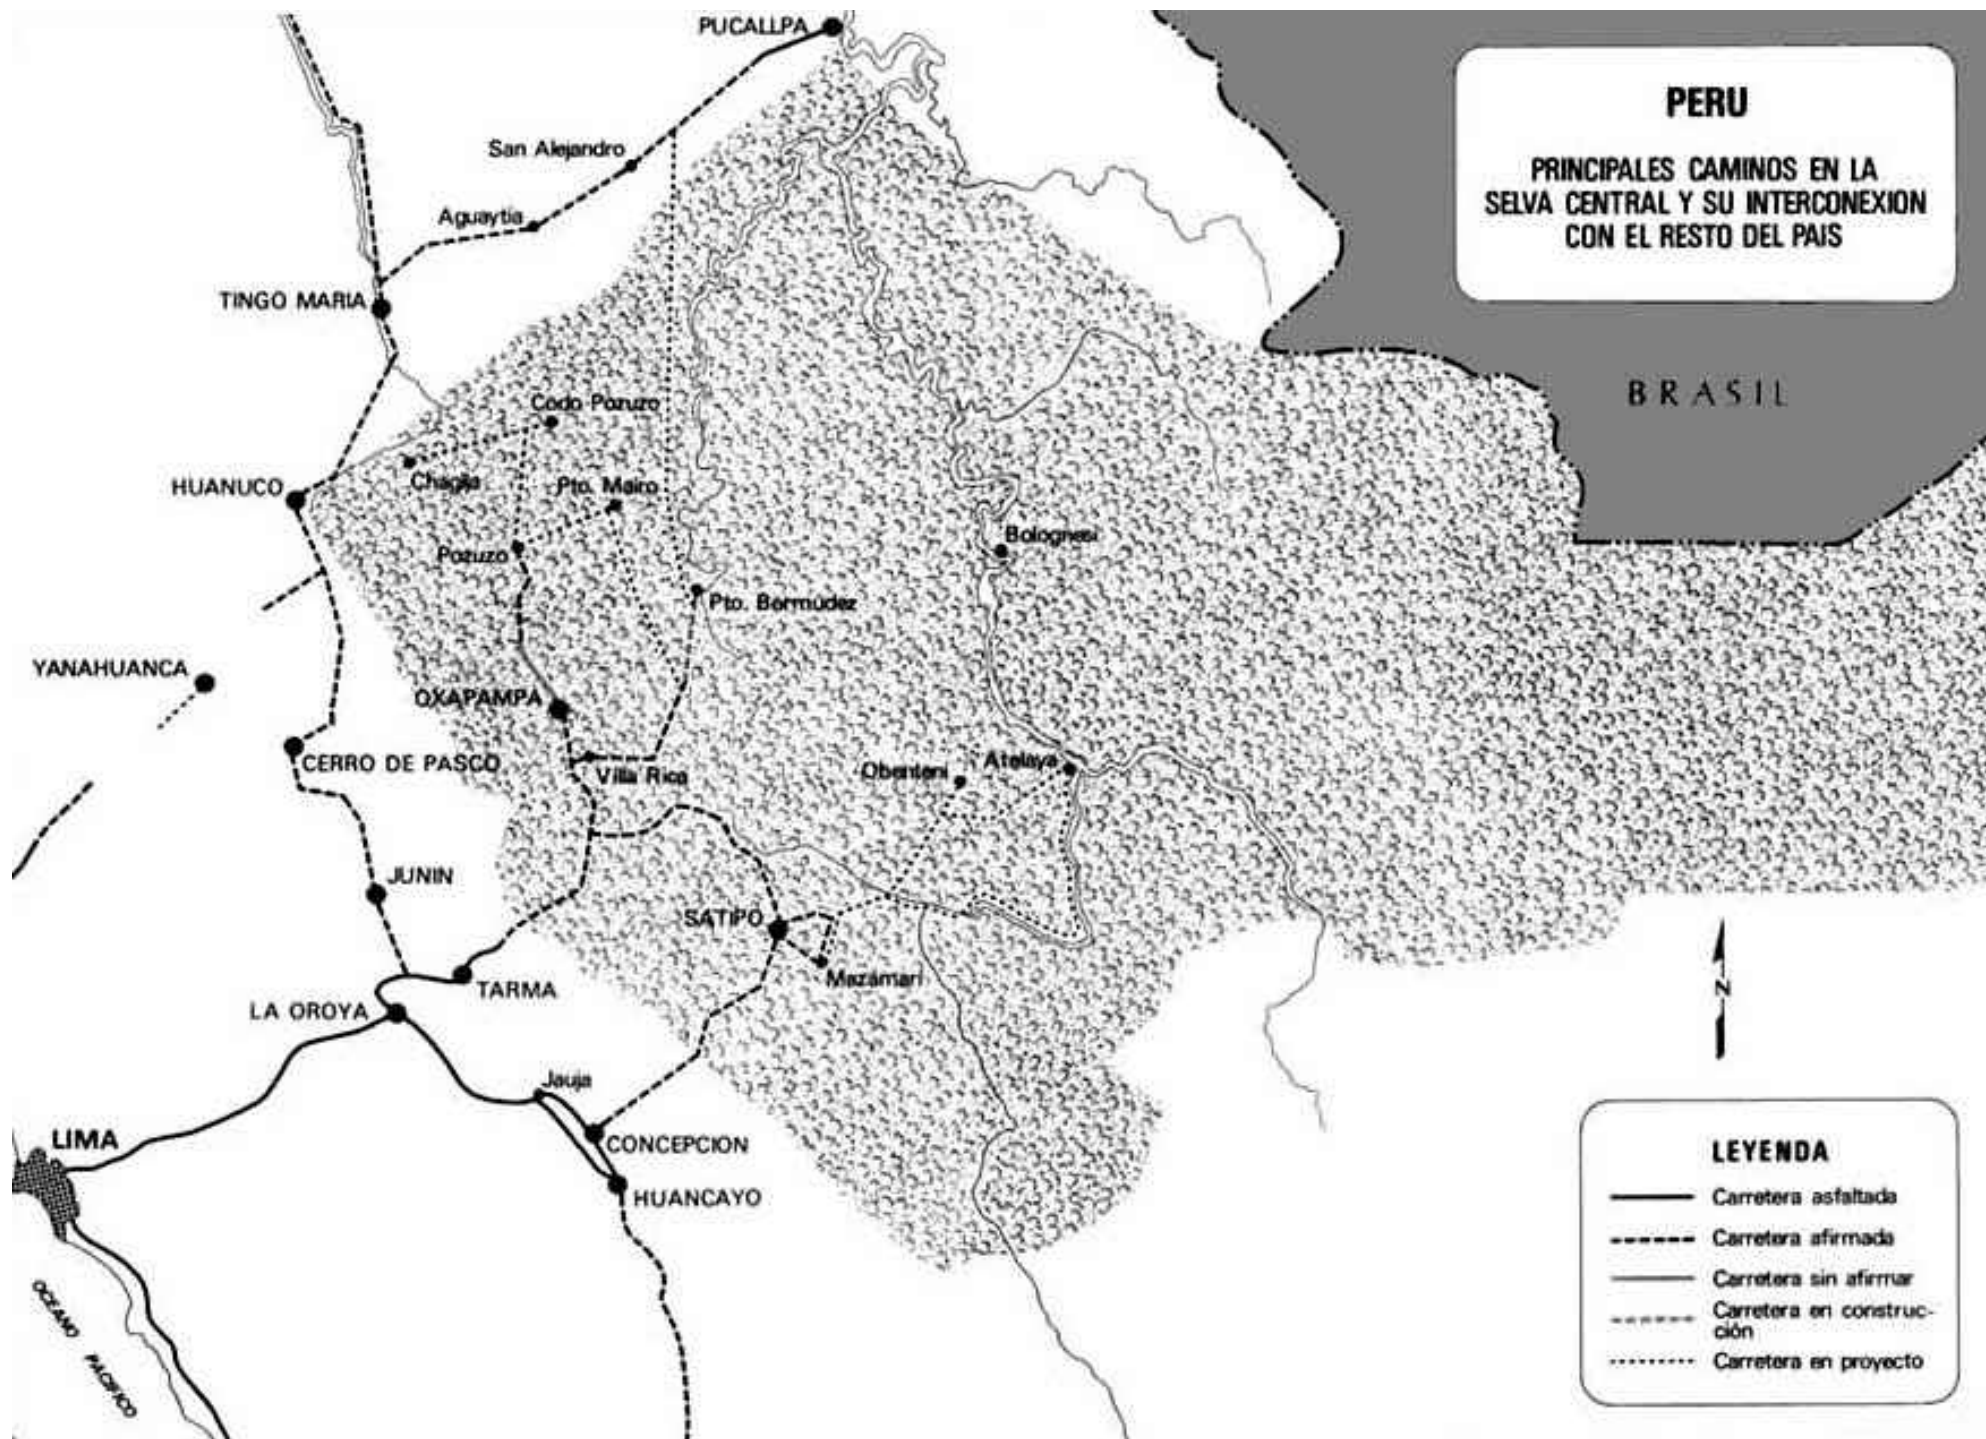 PUCALLPA
PERU
PRINCIPALES CAMINOS EN LA
SELVA CENTRAL Y SU INTERCONEXION
CON EL RESTO DEL PAIS
San Alejandro
Aguaytia
TINGO MARIA
BRASIL
Codo Pozuzo
Chaglla
HUANUCO
Pto. Mairo
Pozuzo
Bolognesi
Pto. Bermudez
YANAHUANCA
OXAPAMPA
CERRO DE PASCO
Villa Rica
Obenteni
Atalaya
JUNIN
SATIPO
Mazamari
TARMA
LA OROYA
N
Jauja
LIMA
CONCEPCION
HUANCAYO
OCEANO PACIFICO
LEYENDA
Carretera asfaltada
Carretera afirmada
Carretera sin afirmar
Carretera en construc-
ción
Carretera en proyecto